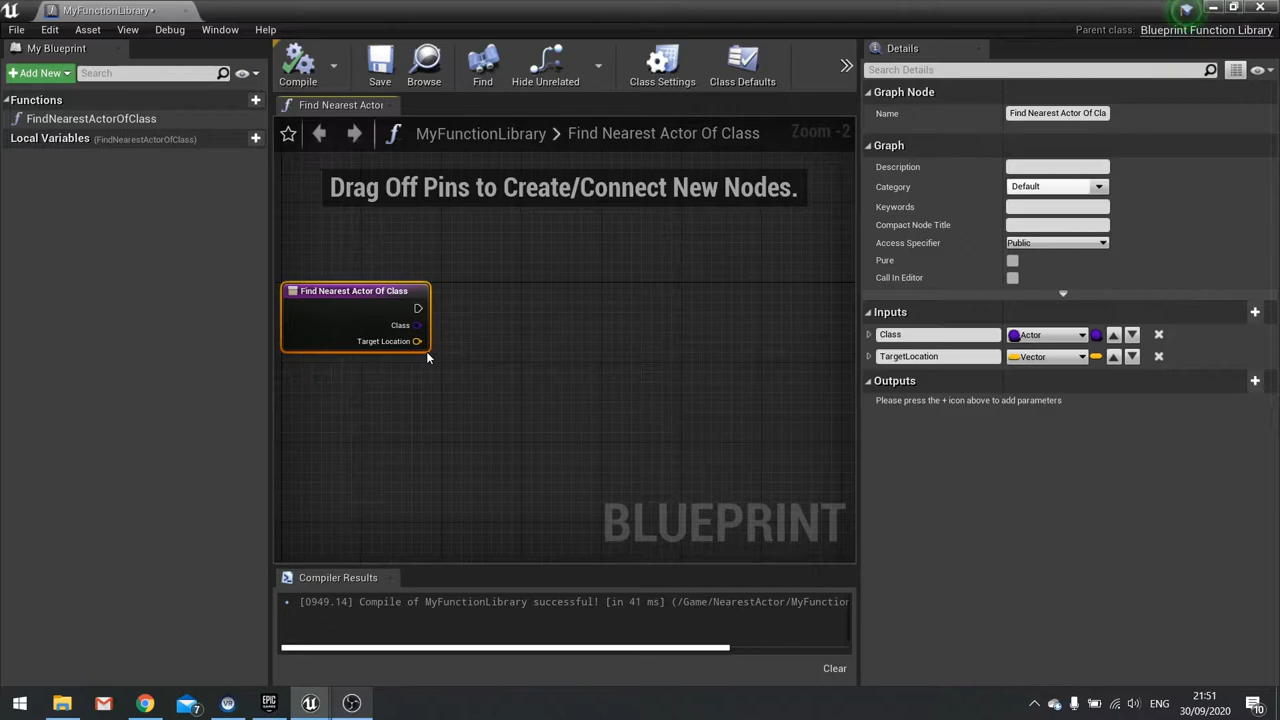 MyFunctionLibrary*
File Edit Asset View Debug Window Help
Parent class: Blueprint Function Library
My Blueprint
Details
+Add New
Search
Compile
Save
Browse
Find
Hide Unrelated
Class Settings
Class Defaults
Search Details
Functions
FindNearestActorOfClass
Local Variables (FindNearestActorOfClass)
Find Nearest Actor
MyFunctionLibrary > Find Nearest Actor Of Class
Zoom -2
Drag Off Pins to Create/Connect New Nodes.
Find Nearest Actor Of Class
Class
Target Location
BLUEPRINT
Graph Node
Name Find Nearest Actor Of Cla
Graph
Description
Category Default
Keywords
Compact Node Title
Access Specifier Public
Pure
Call In Editor
Inputs
Class Actor
TargetLocation Vector
Outputs
Please press the + icon above to add parameters
Compiler Results
[0949.14] Compile of MyFunctionLibrary successful! [in 41 ms] (/Game/NearestActor/MyFunction
Clear
7
VR
EPIC GAMES
ENG
21:51
30/09/2020
10